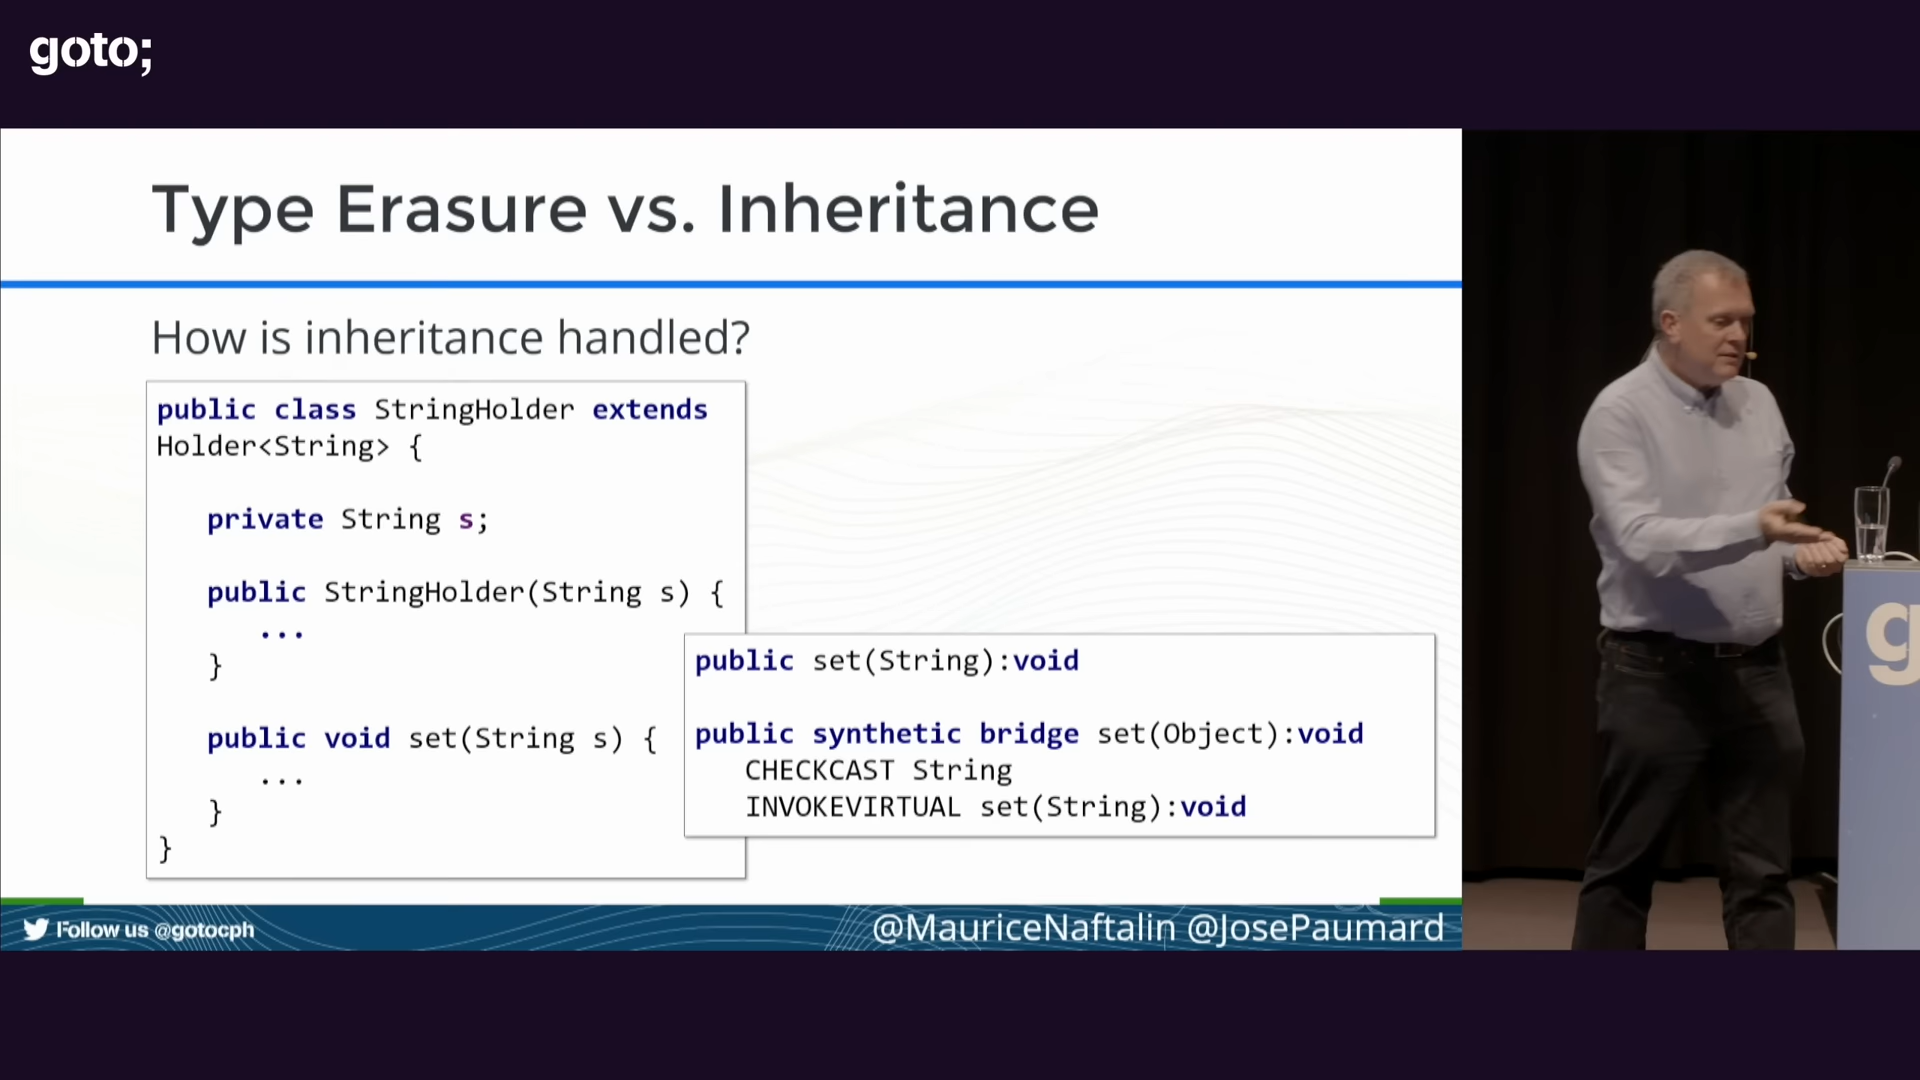 goto;
Type Erasure vs. Inheritance
How is inheritance handled?
public class StringHolder extends
Holder<String> {
private String s;
public StringHolder(String s) {
...
}
public void set(String s) {
...
}
}
public set(String):void
public synthetic bridge set(Object):void
CHECKCAST String
INVOKEVIRTUAL set(String):void
Follow us @gotocph
@MauriceNaftalin @JosePaumard
g